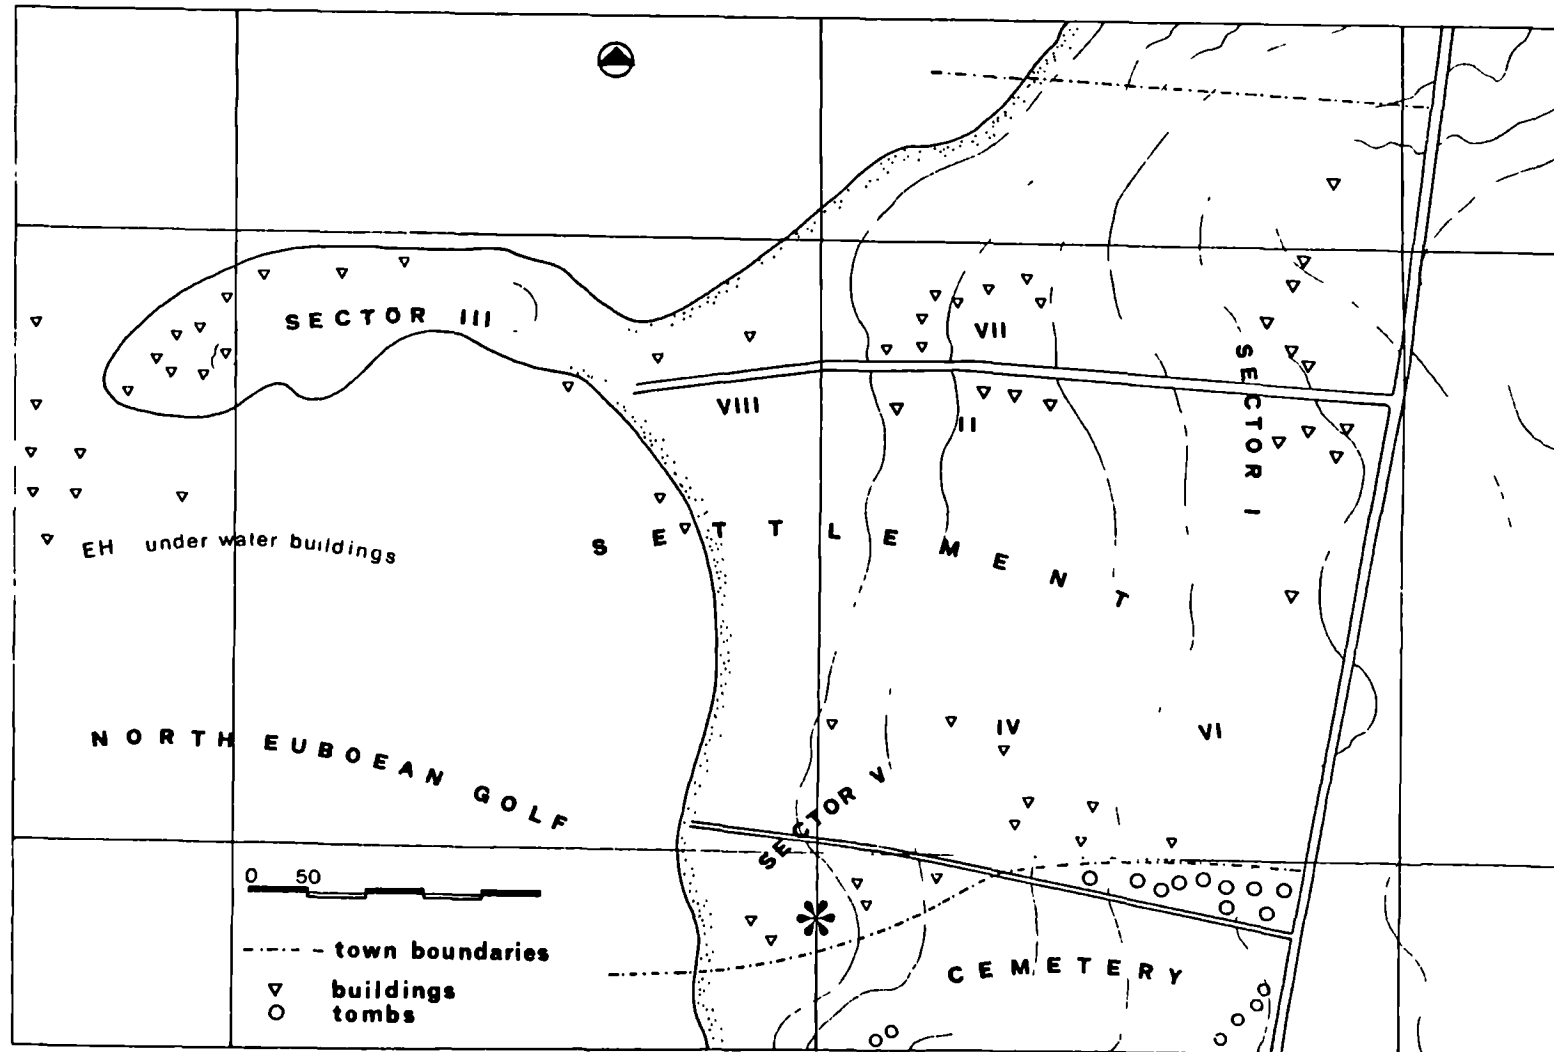 SECTOR III
VII
SECTOR I
VIII
II
SETTLEMENT
EH under water buildings
IV
VI
NORTH EUBOEAN GOLF
SECTOR V
0 50
town boundaries
buildings
tombs
CEMETERY